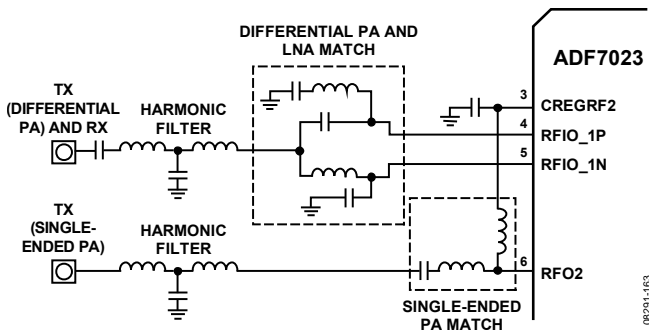 DIFFERENTIAL PA AND
LNA MATCH
ADF7023
TX
(DIFFERENTIAL
PA) AND RX
HARMONIC
FILTER
3
CREGRF2
4
RFIO_1P
5
RFIO_1N
TX
(SINGLE-
ENDED PA)
HARMONIC
FILTER
6
RFO2
SINGLE-ENDED
PA MATCH
08291-163